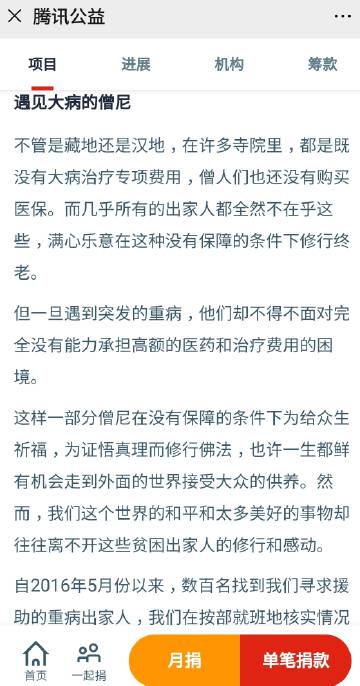 腾讯公益
项目 进展 机构 筹款
遇见大病的僧尼
不管是藏地还是汉地，在许多寺院里，都是既
没有大病治疗专项费用，僧人们也还没有购买
医保。而几乎所有的出家人都全然不在乎这
些，满心乐意在这种没有保障的条件下修行终
老。
但一旦遇到突发的重病，他们却不得不面对完
全没有能力承担高额的医药和治疗费用的困
境。
这样一部分僧尼在没有保障的条件下为给众生
祈福，为证悟真理而修行佛法，也许一生都鲜
有机会走到外面的世界接受大众的供养。然
而，我们这个世界的和平和太多美好的事物却
往往离不开这些贫困出家人的修行和感动。
自2016年5月份以来，数百名找到我们寻求援
助的重病出家人，我们在按部就班地核实情况
首页 一起捐 月捐 单笔捐款